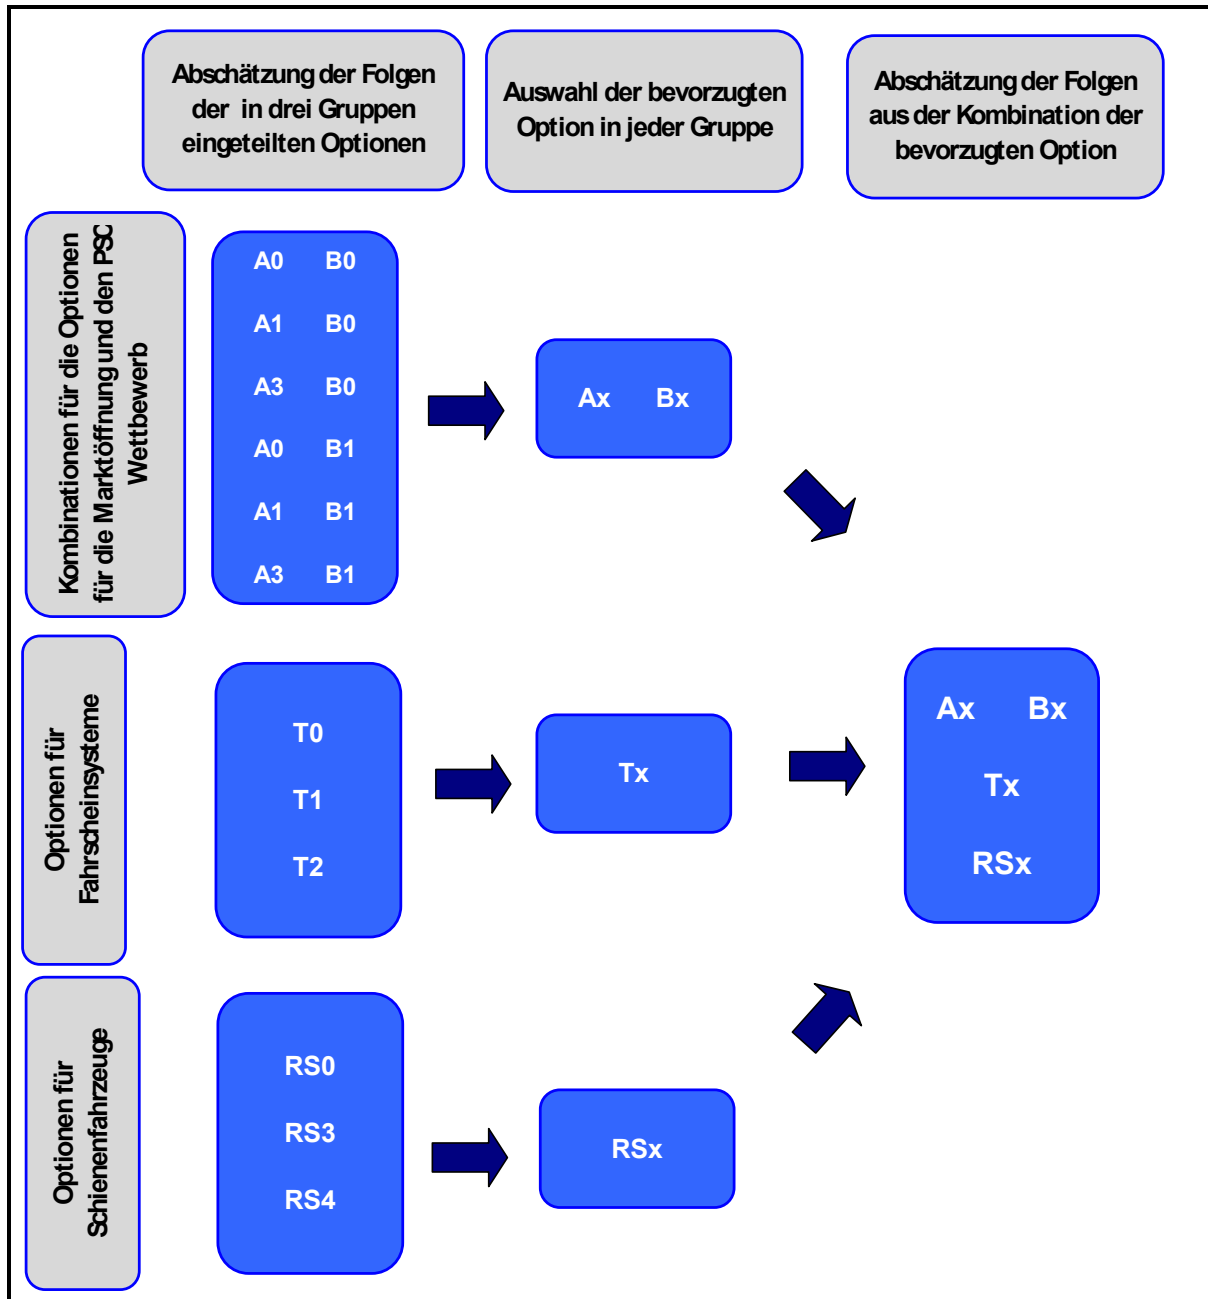 Abschätzung der Folgen
der in drei Gruppen
eingeteilten Optionen
Auswahl der bevorzugten
Option in jeder Gruppe
Abschätzung der Folgen
aus der Kombination der
bevorzugten Option
Kombinationen für die Optionen
für die Marktöffnung und den PSC
Wettbewerb
A0 B0
A1 B0
A3 B0
A0 B1
A1 B1
A3 B1
Ax Bx
Optionen für
Fahrscheinsysteme
T0
T1
T2
Tx
Ax Bx
Tx
RSx
Optionen für
Schienenfahrzeuge
RS0
RS3
RS4
RSx